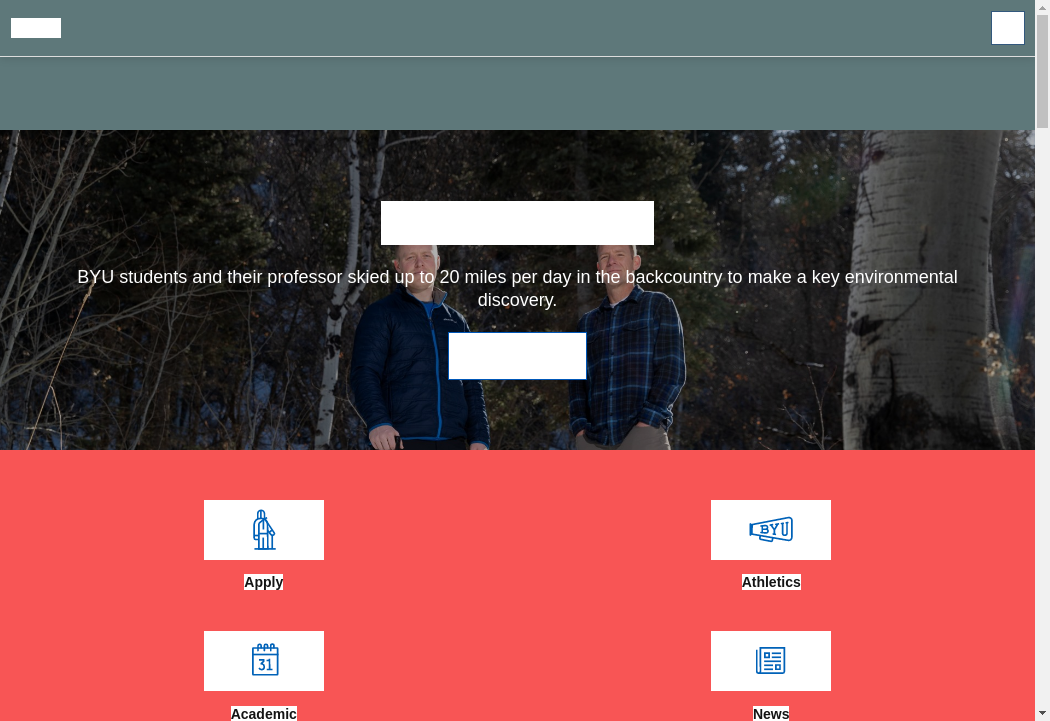 BYU students and their professor skied up to 20 miles per day in the backcountry to make a key environmental
discovery.
Apply
BYU
Athletics
31
Academic
News